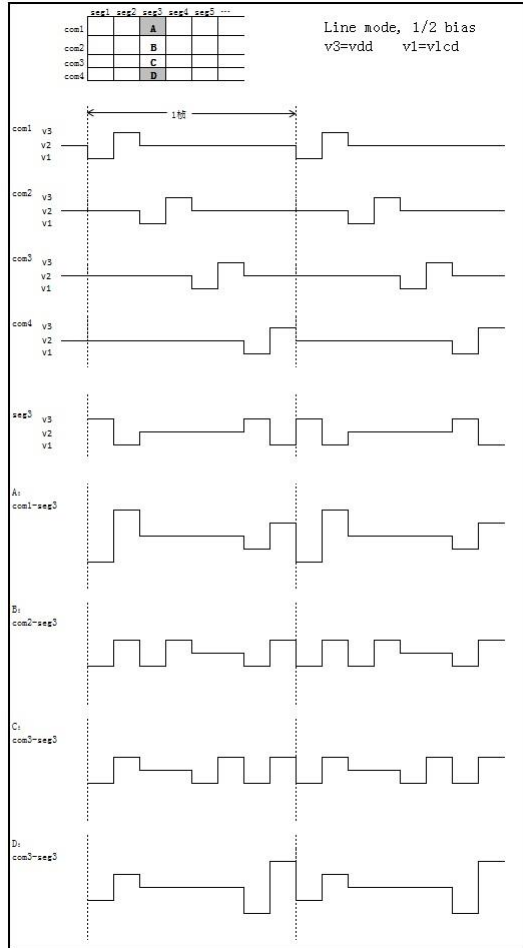 seg1 seg2 seg3 seg4 seg5 ...
com1 A
com2 B
com3 C
com4 D
Line mode, 1/2 bias
v3=vdd v1=vlcd
1帧
com1 v3
v2
v1
com2 v3
v2
v1
com3 v3
v2
v1
com4 v3
v2
v1
seg3 v3
v2
v1
A:
com1-seg3
B:
com2-seg3
C:
com3-seg3
D:
com3-seg3